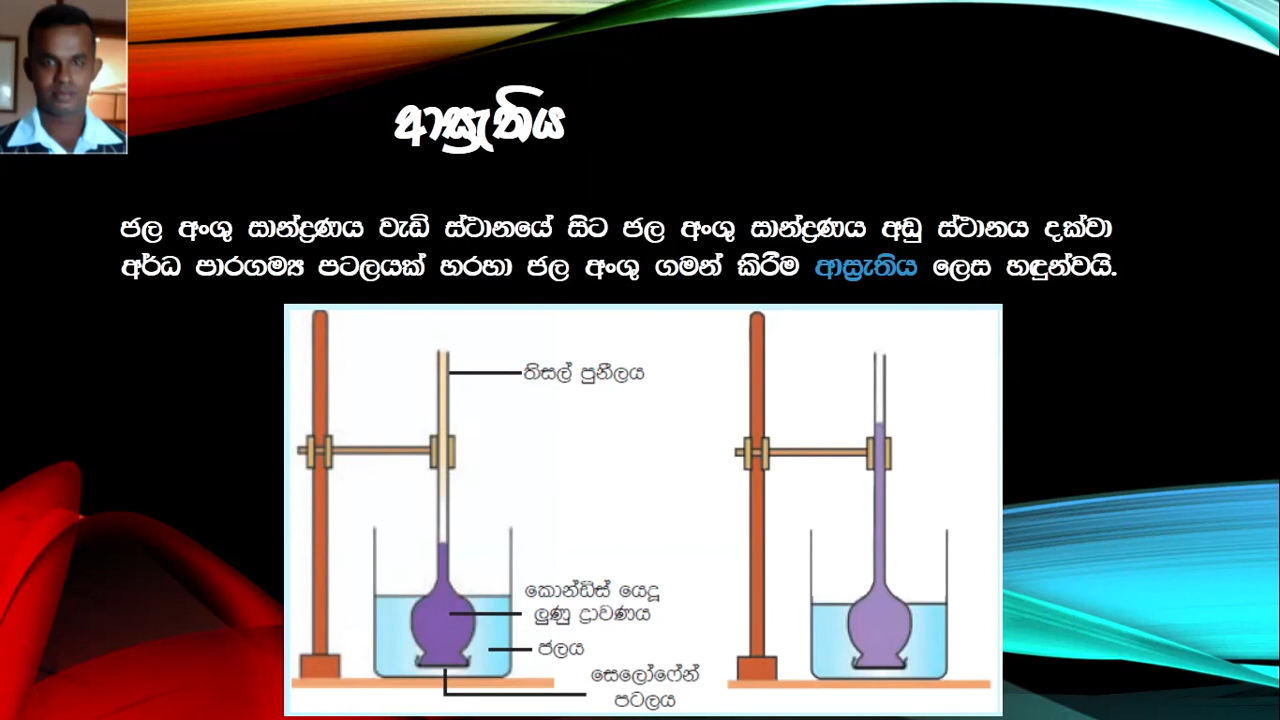 ආස්‍රැතිය
ජල අංශු සාන්ද්‍රණය වැඩි ස්ථානයේ සිට ජල අංශු සාන්ද්‍රණය අඩු ස්ථානය දක්වා
අර්ධ පාරගම්‍ය පටලයක් හරහා ජල අංශු ගමන් කිරීම ආස්‍රැතිය ලෙස හඳුන්වයි.
තිසල් පුනීලය
කොන්ඩිස් යෙදූ
ලුණු ද්‍රාවණය
ජලය
සෙලෝෆේන්
පටලය